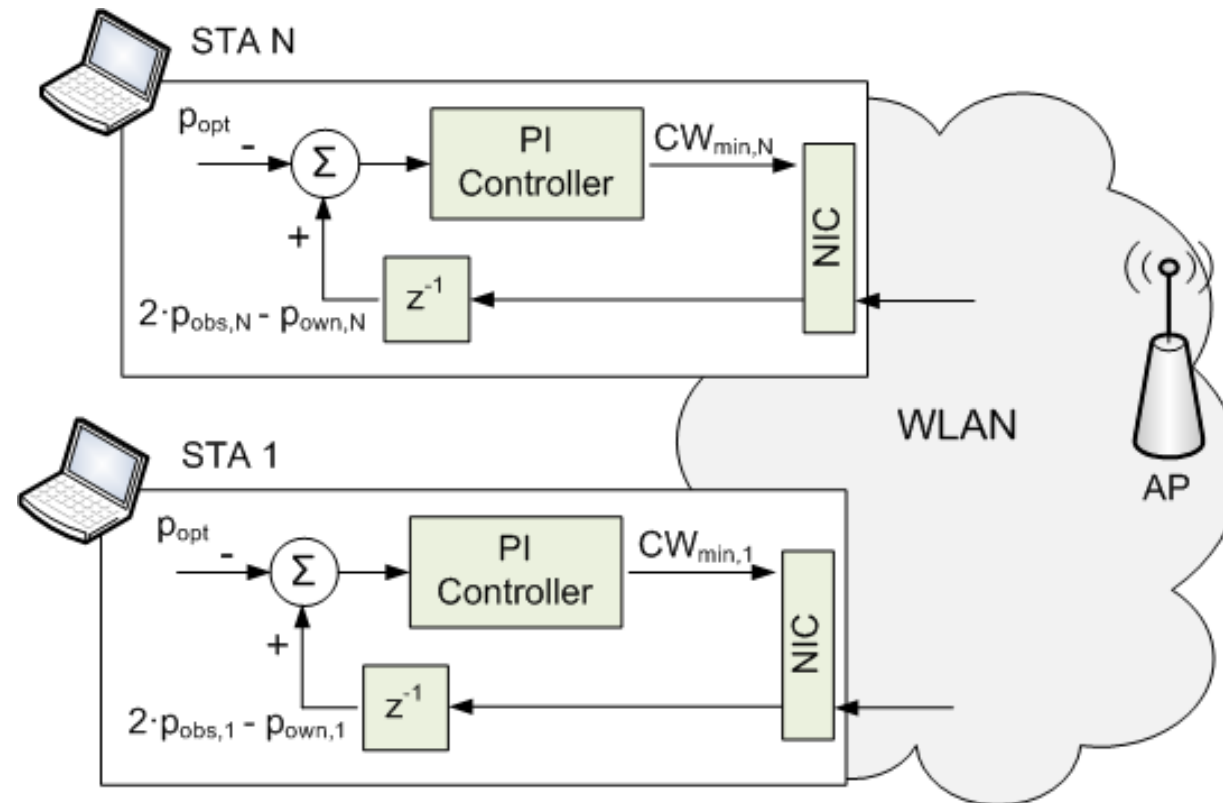 STA N
p_opt
-
Σ
PI
Controller
CW_min,N
NIC
+
z^-1
2·p_obs,N - p_own,N
WLAN
AP
STA 1
p_opt
-
Σ
PI
Controller
CW_min,1
NIC
+
z^-1
2·p_obs,1 - p_own,1